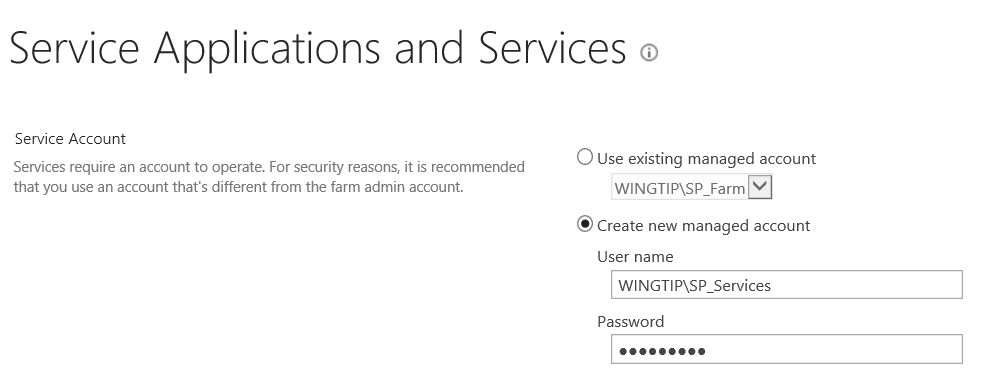 Service Applications and Services
Service Account
Services require an account to operate. For security reasons, it is recommended
that you use an account that's different from the farm admin account.
Use existing managed account
WINGTIP\SP_Farm
Create new managed account
User name
WINGTIP\SP_Services
Password
●●●●●●●●●